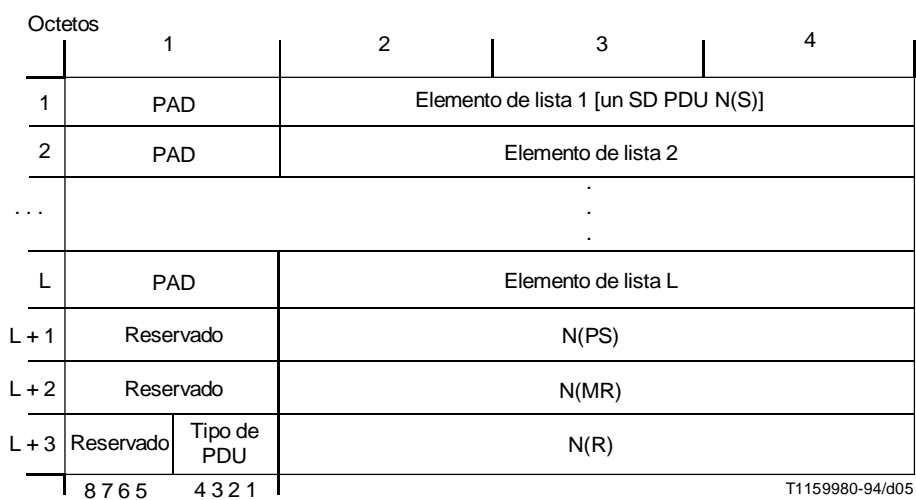 Octetos
1 2 3 4
1 PAD Elemento de lista 1 [un SD PDU N(S)]
2 PAD Elemento de lista 2
.
. . . .
.
L PAD Elemento de lista L
L + 1 Reservado N(PS)
L + 2 Reservado N(MR)
L + 3 Reservado Tipo de PDU N(R)
8 7 6 5 4 3 2 1 T1159980-94/d05